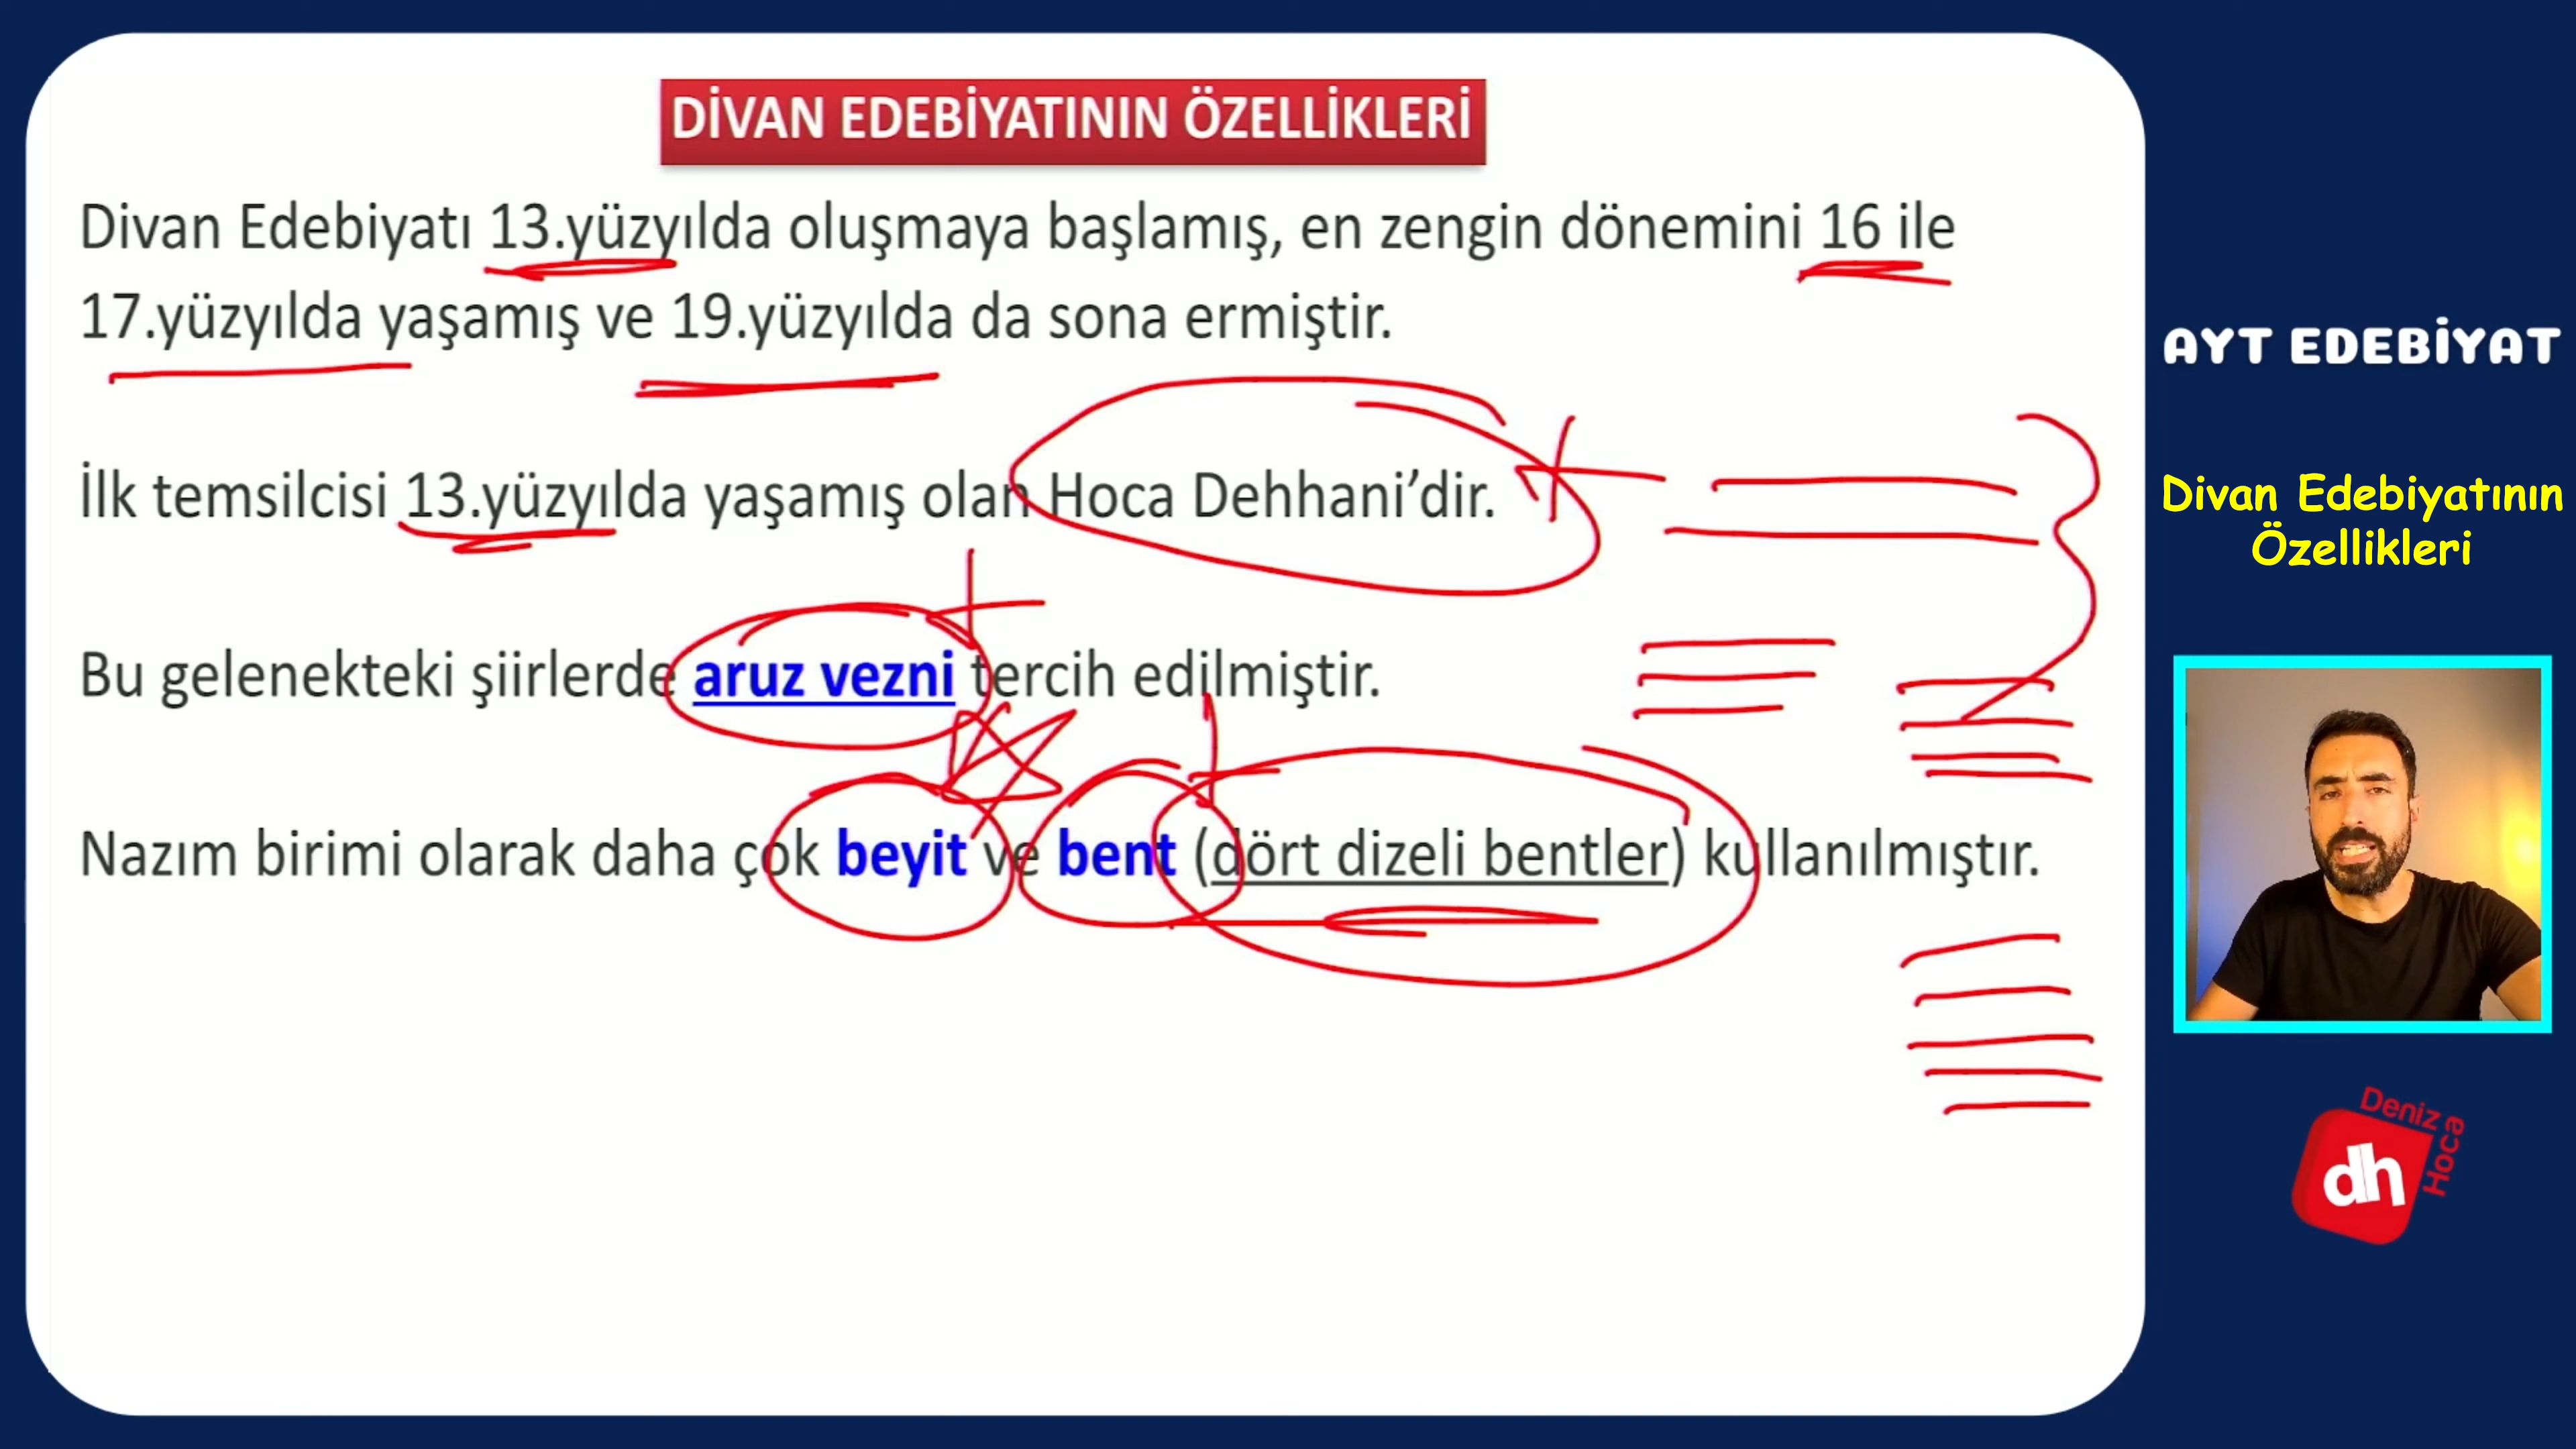 DİVAN EDEBİYATININ ÖZELLİKLERİ
Divan Edebiyatı 13.yüzyılda oluşmaya başlamış, en zengin dönemini 16 ile
17.yüzyılda yaşamış ve 19.yüzyılda da sona ermiştir.
İlk temsilcisi 13.yüzyılda yaşamış olan Hoca Dehhani’dir.
Bu gelenekteki şiirlerde aruz vezni tercih edilmiştir.
Nazım birimi olarak daha çok beyit ve bent (dört dizeli bentler) kullanılmıştır.
AYT EDEBİYAT
Divan Edebiyatının
Özellikleri
Deniz
Hoca
dh